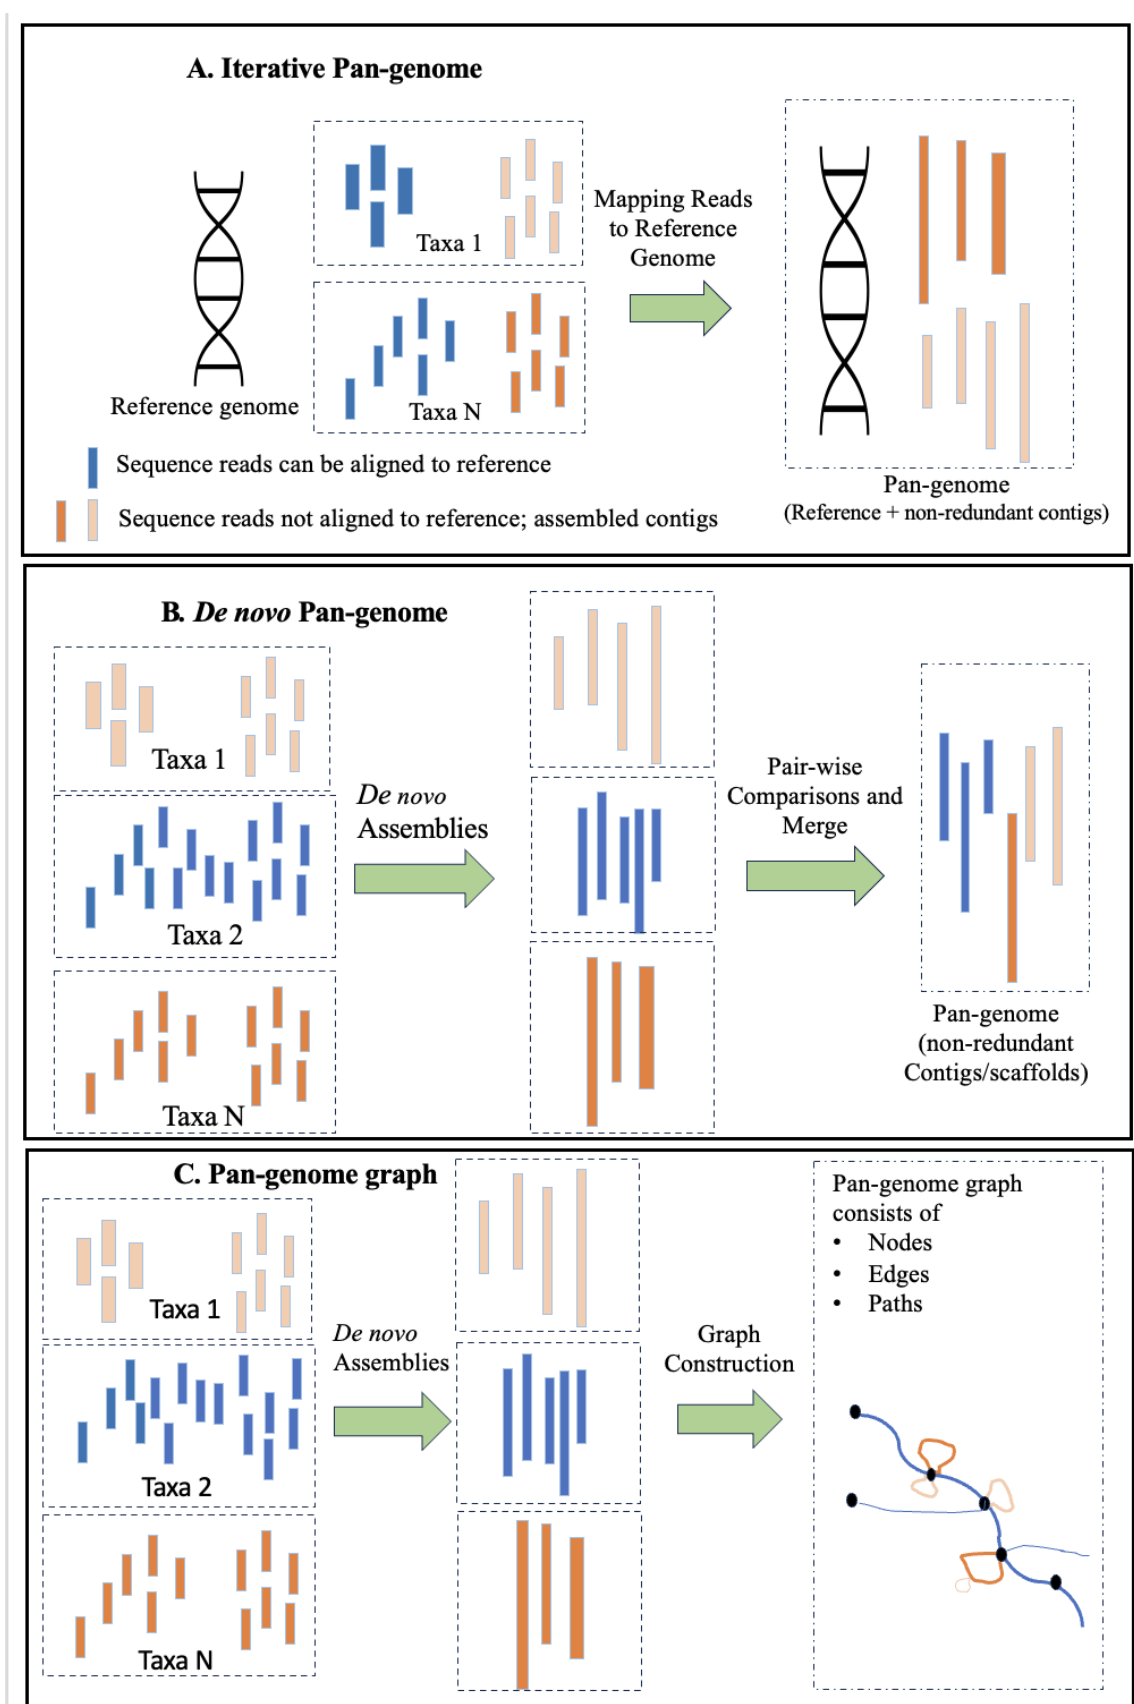 A. Iterative Pan-genome
Taxa 1
Mapping Reads
to Reference
Genome
Reference genome
Taxa N
Sequence reads can be aligned to reference
Sequence reads not aligned to reference; assembled contigs
Pan-genome
(Reference + non-redundant contigs)
B. De novo Pan-genome
Taxa 1
De novo
Assemblies
Taxa 2
Taxa N
Pair-wise
Comparisons and
Merge
Pan-genome
(non-redundant
Contigs/scaffolds)
C. Pan-genome graph
Taxa 1
De novo
Assemblies
Taxa 2
Taxa N
Graph
Construction
Pan-genome graph
consists of
• Nodes
• Edges
• Paths